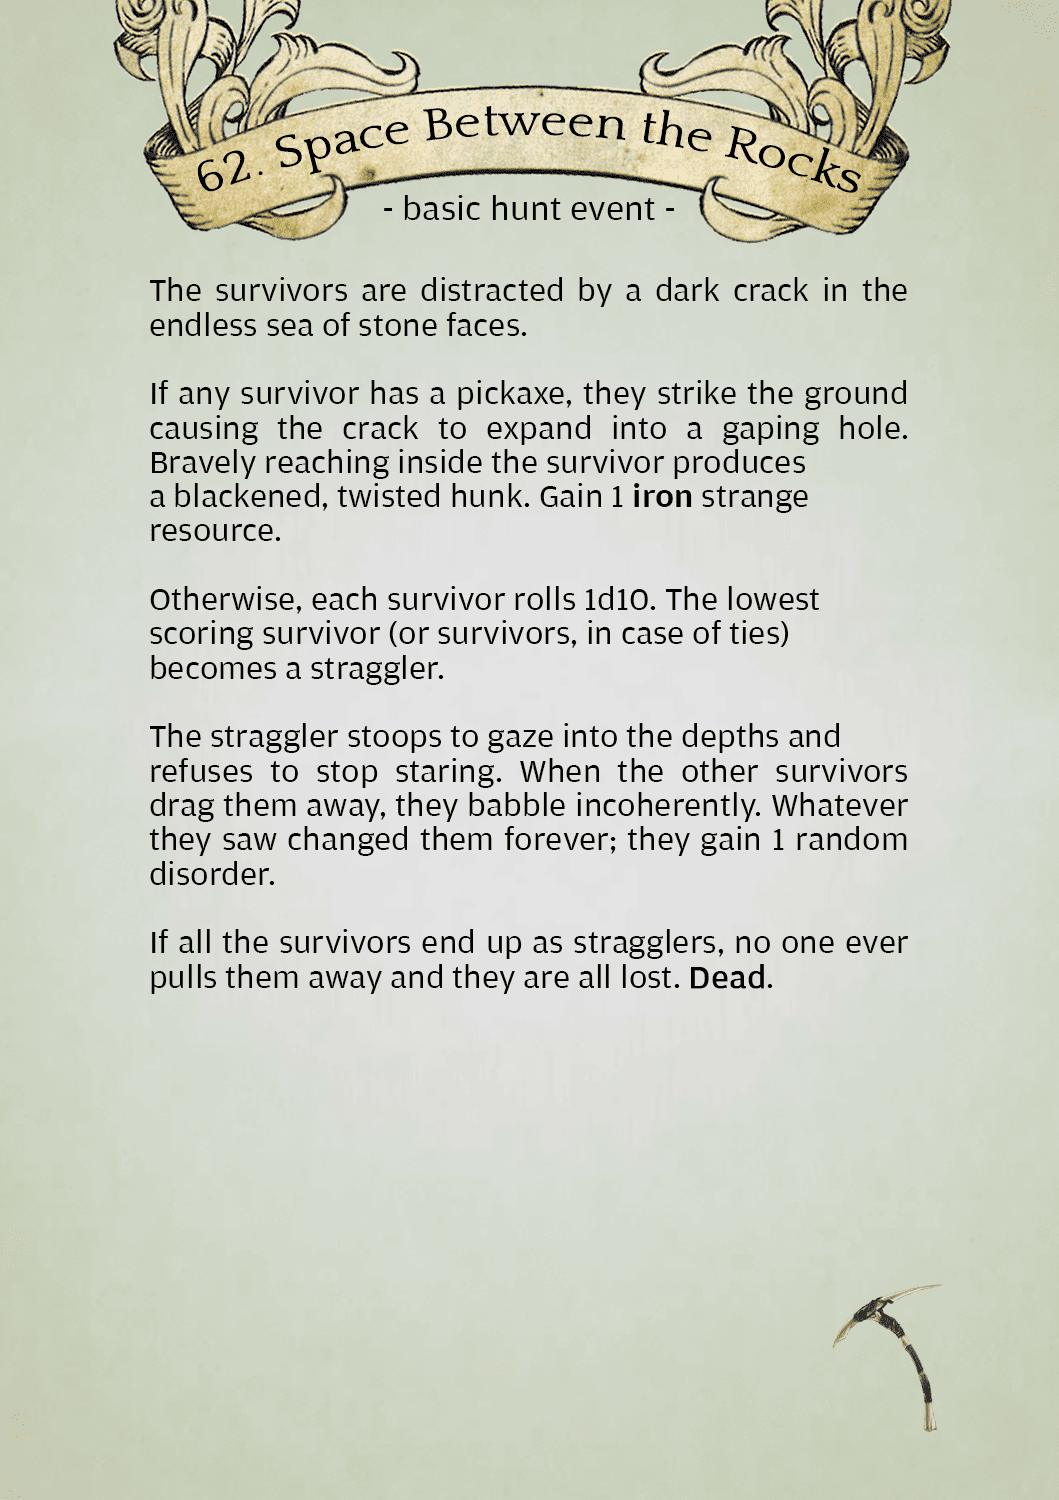 62. Space Between the Rocks
- basic hunt event -
The survivors are distracted by a dark crack in the
endless sea of stone faces.
If any survivor has a pickaxe, they strike the ground
causing the crack to expand into a gaping hole.
Bravely reaching inside the survivor produces
a blackened, twisted hunk. Gain 1 iron strange
resource.
Otherwise, each survivor rolls 1d10. The lowest
scoring survivor (or survivors, in case of ties)
becomes a straggler.
The straggler stoops to gaze into the depths and
refuses to stop staring. When the other survivors
drag them away, they babble incoherently. Whatever
they saw changed them forever; they gain 1 random
disorder.
If all the survivors end up as stragglers, no one ever
pulls them away and they are all lost. Dead.